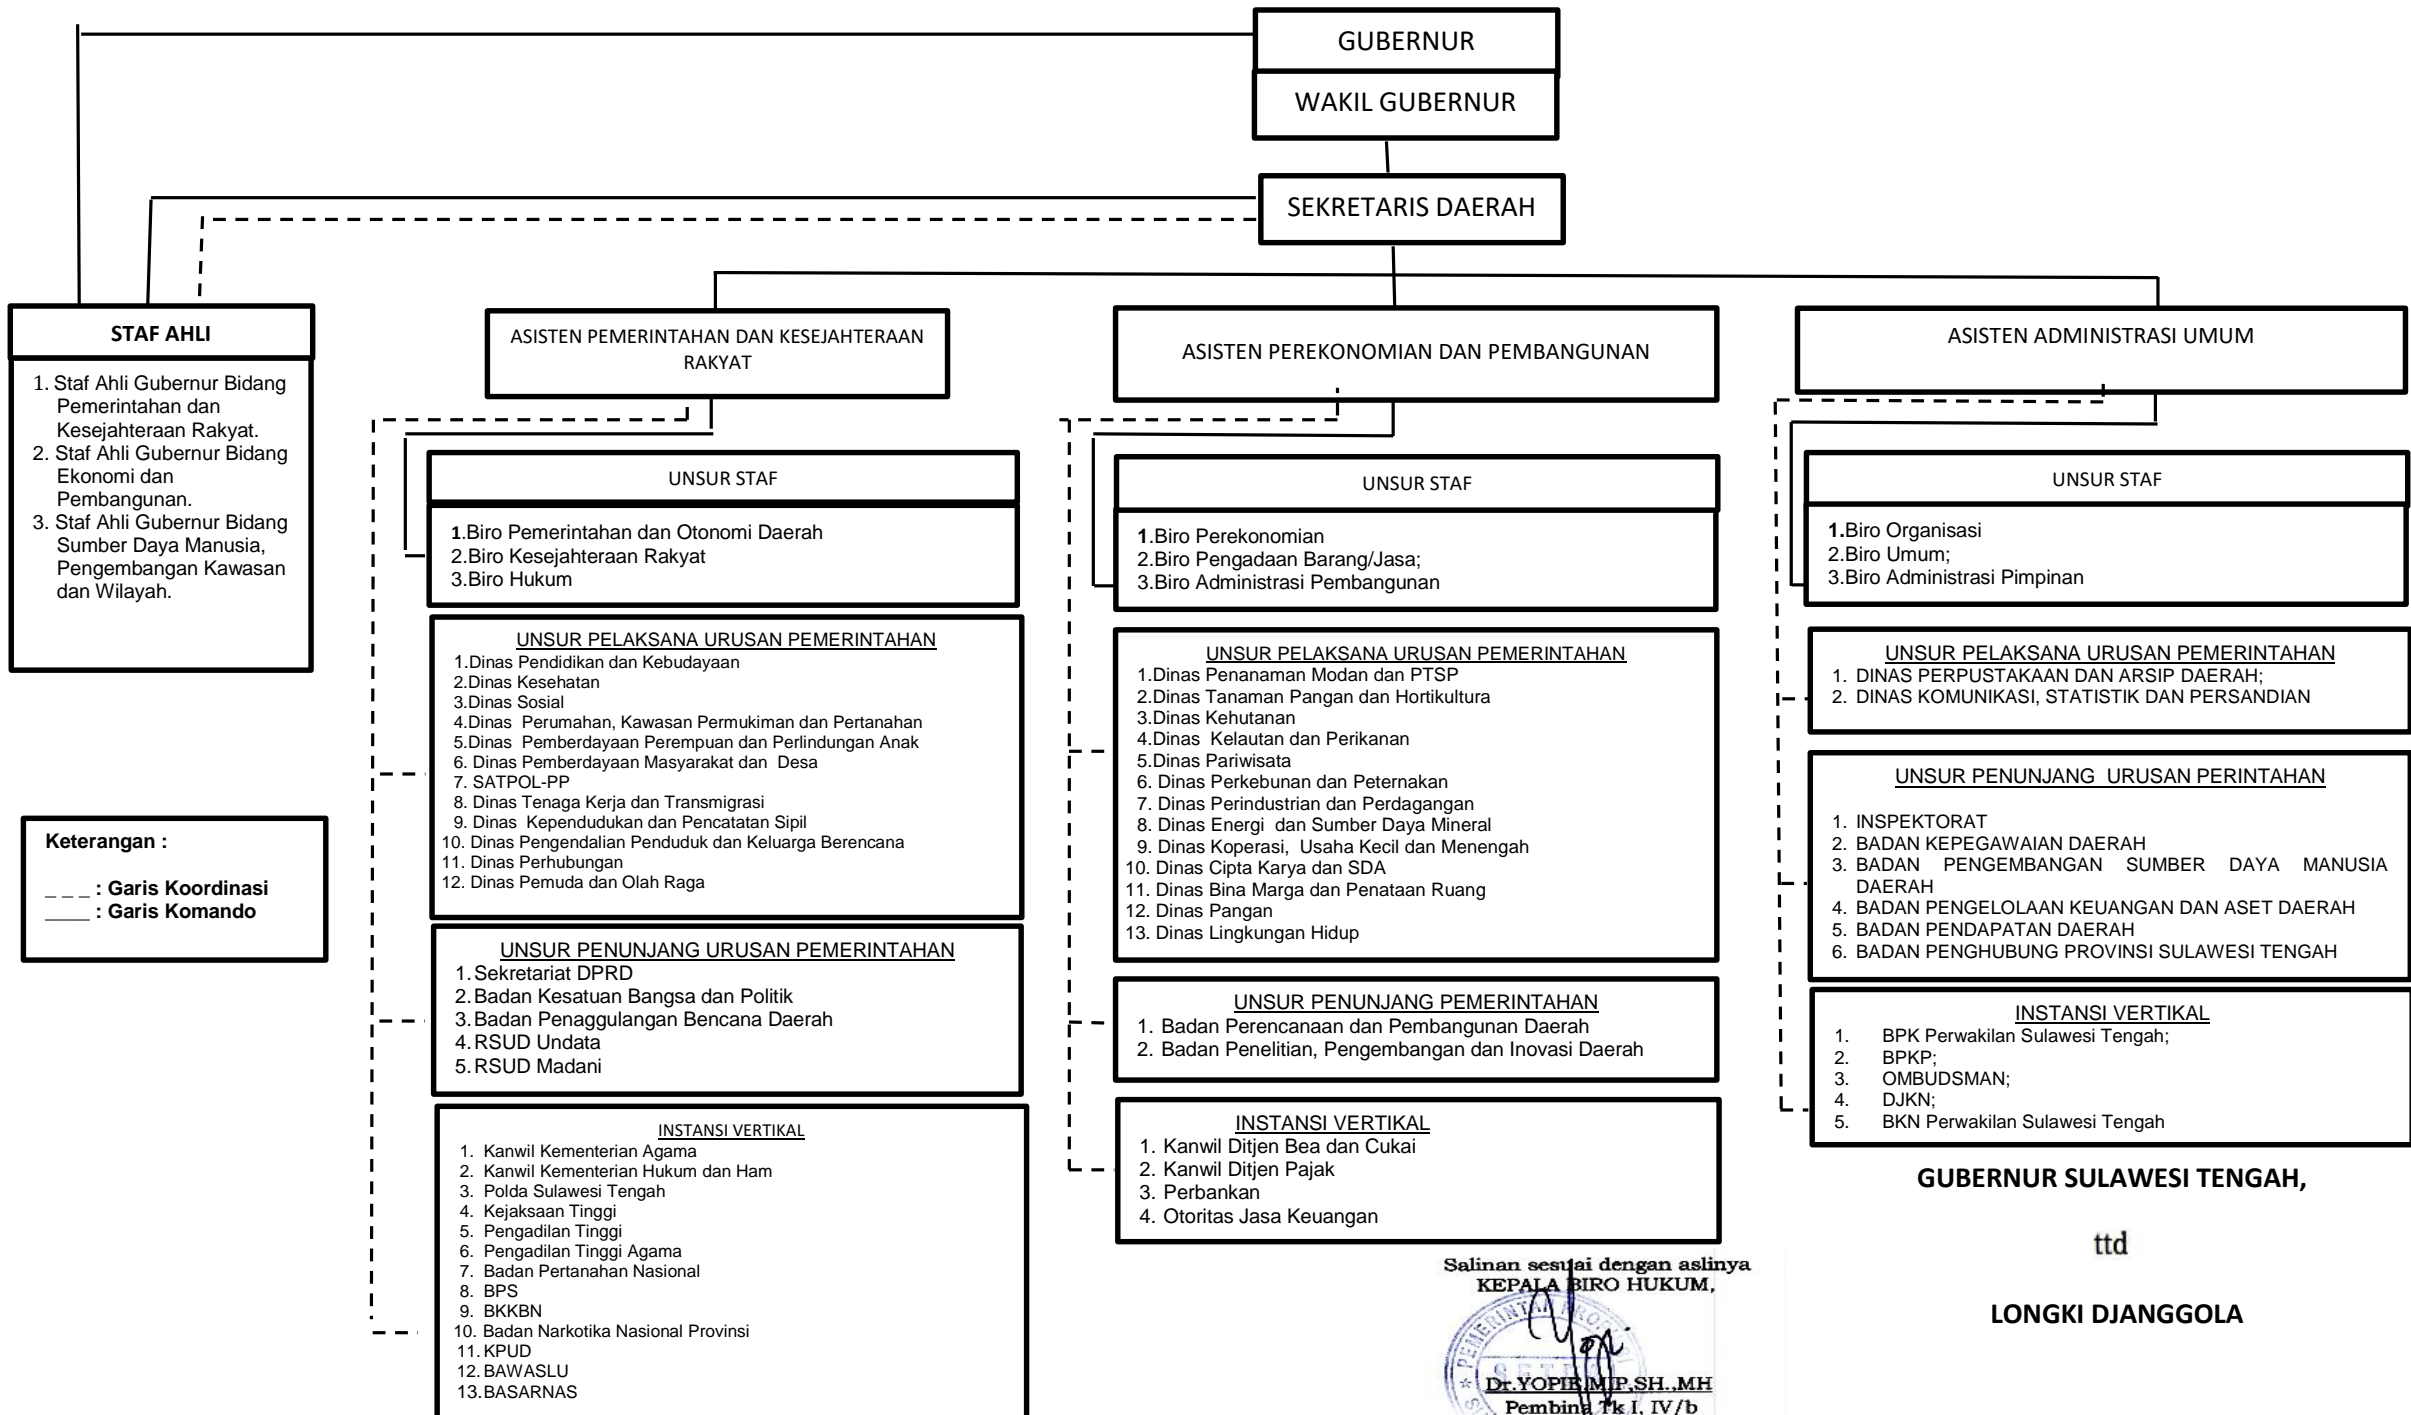 GUBERNUR
WAKIL GUBERNUR
SEKRETARIS DAERAH
STAF AHLI
1. Staf Ahli Gubernur Bidang
Pemerintahan dan
Kesejahteraan Rakyat.
2. Staf Ahli Gubernur Bidang
Ekonomi dan
Pembangunan.
3. Staf Ahli Gubernur Bidang
Sumber Daya Manusia,
Pengembangan Kawasan
dan Wilayah.
Keterangan :
_ _ _ : Garis Koordinasi
____ : Garis Komando
ASISTEN PEMERINTAHAN DAN KESEJAHTERAAN
RAKYAT
UNSUR STAF
1.Biro Pemerintahan dan Otonomi Daerah
2.Biro Kesejahteraan Rakyat
3.Biro Hukum
UNSUR PELAKSANA URUSAN PEMERINTAHAN
1.Dinas Pendidikan dan Kebudayaan
2.Dinas Kesehatan
3.Dinas Sosial
4.Dinas Perumahan, Kawasan Permukiman dan Pertanahan
5.Dinas Pemberdayaan Perempuan dan Perlindungan Anak
6. Dinas Pemberdayaan Masyarakat dan Desa
7. SATPOL-PP
8. Dinas Tenaga Kerja dan Transmigrasi
9. Dinas Kependudukan dan Pencatatan Sipil
10. Dinas Pengendalian Penduduk dan Keluarga Berencana
11. Dinas Perhubungan
12. Dinas Pemuda dan Olah Raga
UNSUR PENUNJANG URUSAN PEMERINTAHAN
1. Sekretariat DPRD
2. Badan Kesatuan Bangsa dan Politik
3. Badan Penaggulangan Bencana Daerah
4. RSUD Undata
5. RSUD Madani
INSTANSI VERTIKAL
1. Kanwil Kementerian Agama
2. Kanwil Kementerian Hukum dan Ham
3. Polda Sulawesi Tengah
4. Kejaksaan Tinggi
5. Pengadilan Tinggi
6. Pengadilan Tinggi Agama
7. Badan Pertanahan Nasional
8. BPS
9. BKKBN
10. Badan Narkotika Nasional Provinsi
11. KPUD
12. BAWASLU
13. BASARNAS
ASISTEN PEREKONOMIAN DAN PEMBANGUNAN
UNSUR STAF
1.Biro Perekonomian
2.Biro Pengadaan Barang/Jasa;
3.Biro Administrasi Pembangunan
UNSUR PELAKSANA URUSAN PEMERINTAHAN
1.Dinas Penanaman Modan dan PTSP
2.Dinas Tanaman Pangan dan Hortikultura
3.Dinas Kehutanan
4.Dinas Kelautan dan Perikanan
5.Dinas Pariwisata
6. Dinas Perkebunan dan Peternakan
7. Dinas Perindustrian dan Perdagangan
8. Dinas Energi dan Sumber Daya Mineral
9. Dinas Koperasi, Usaha Kecil dan Menengah
10. Dinas Cipta Karya dan SDA
11. Dinas Bina Marga dan Penataan Ruang
12. Dinas Pangan
13. Dinas Lingkungan Hidup
UNSUR PENUNJANG PEMERINTAHAN
1. Badan Perencanaan dan Pembangunan Daerah
2. Badan Penelitian, Pengembangan dan Inovasi Daerah
INSTANSI VERTIKAL
1. Kanwil Ditjen Bea dan Cukai
2. Kanwil Ditjen Pajak
3. Perbankan
4. Otoritas Jasa Keuangan
ASISTEN ADMINISTRASI UMUM
UNSUR STAF
1.Biro Organisasi
2.Biro Umum;
3.Biro Administrasi Pimpinan
UNSUR PELAKSANA URUSAN PEMERINTAHAN
1. DINAS PERPUSTAKAAN DAN ARSIP DAERAH;
2. DINAS KOMUNIKASI, STATISTIK DAN PERSANDIAN
UNSUR PENUNJANG URUSAN PERINTAHAN
1. INSPEKTORAT
2. BADAN KEPEGAWAIAN DAERAH
3. BADAN PENGEMBANGAN SUMBER DAYA MANUSIA
DAERAH
4. BADAN PENGELOLAAN KEUANGAN DAN ASET DAERAH
5. BADAN PENDAPATAN DAERAH
6. BADAN PENGHUBUNG PROVINSI SULAWESI TENGAH
INSTANSI VERTIKAL
1. BPK Perwakilan Sulawesi Tengah;
2. BPKP;
3. OMBUDSMAN;
4. DJKN;
5. BKN Perwakilan Sulawesi Tengah
GUBERNUR SULAWESI TENGAH,
ttd
LONGKI DJANGGOLA
Salinan sesuai dengan aslinya
KEPALA BIRO HUKUM,
Dr.YOPIE,MIP,SH.,MH
Pembina Tk I, IV/b